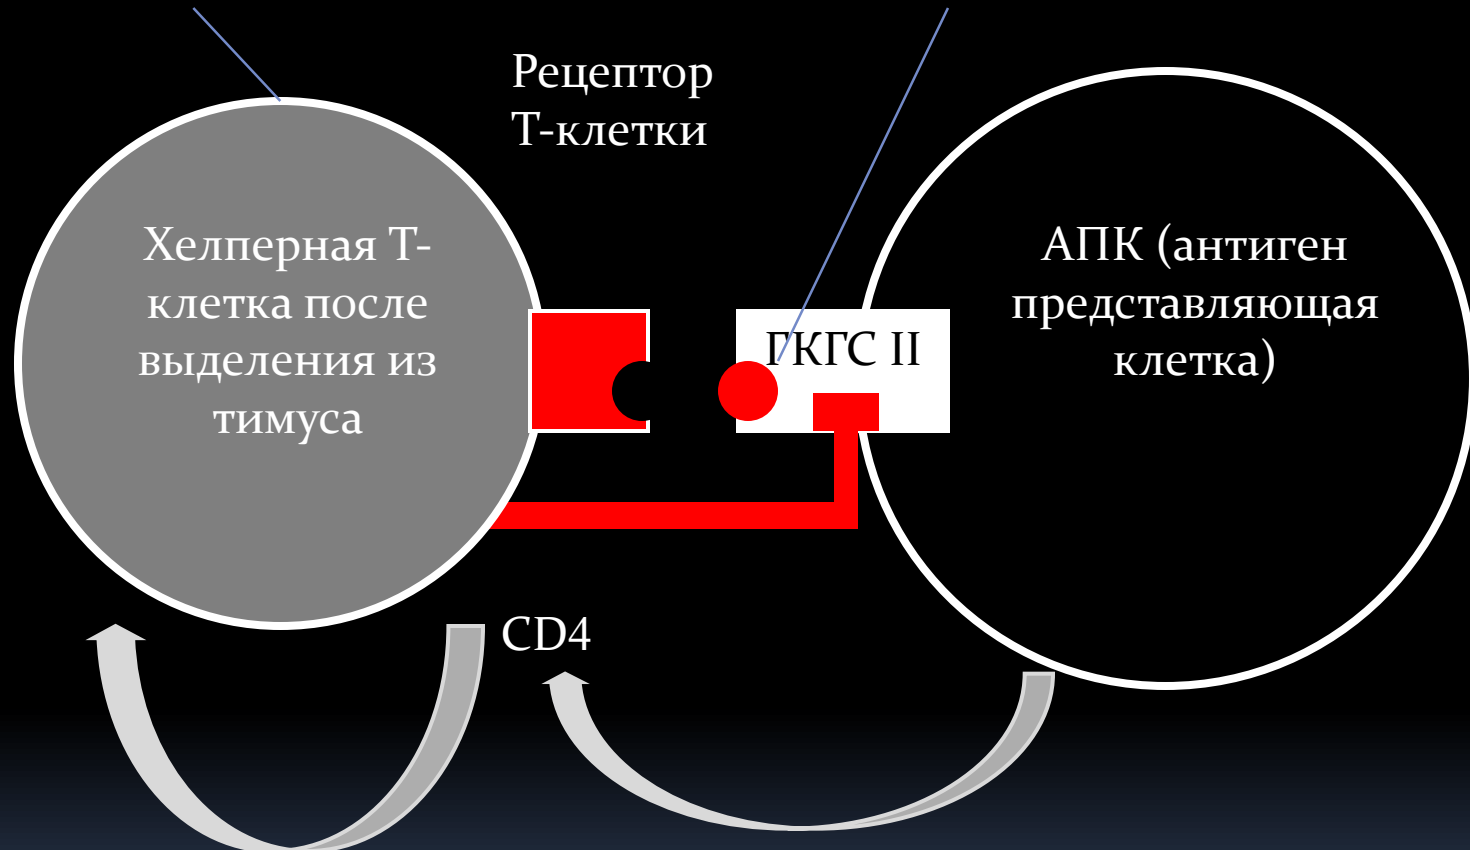 Рецептор
Т-клетки
Хелперная Т-
клетка после
выделения из
тимуса
ГКГС II
АПК (антиген
представляющая
клетка)
CD4